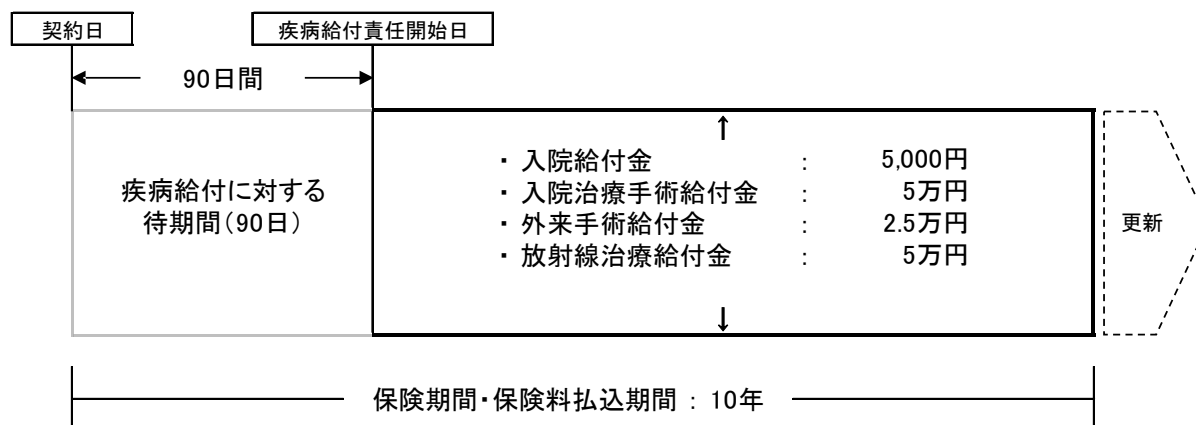 契約日
疾病給付責任開始日
90日間
疾病給付に対する
待期間(90日)
・ 入院給付金 : 5,000円
・ 入院治療手術給付金 : 5万円
・ 外来手術給付金 : 2.5万円
・ 放射線治療給付金 : 5万円
更新
保険期間・保険料払込期間 : 10年